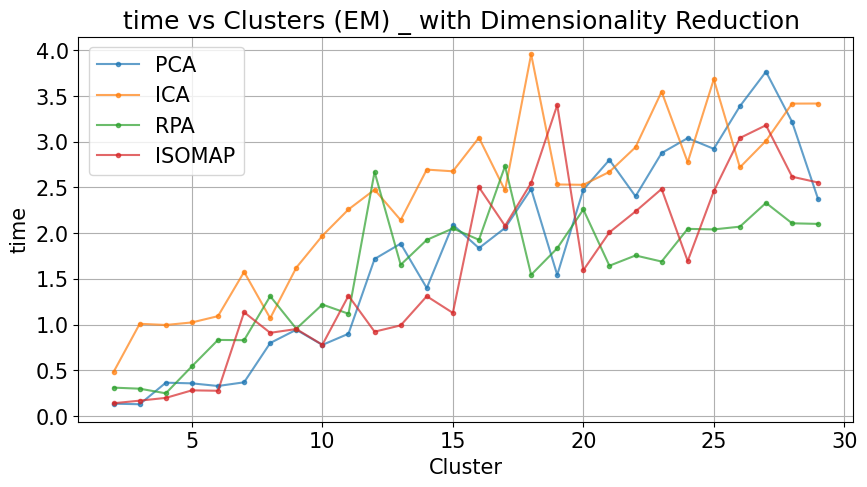 time vs Clusters (EM) _ with Dimensionality Reduction
PCA
ICA
RPA
ISOMAP
time
4.0
3.5
3.0
2.5
2.0
1.5
1.0
0.5
0.0
5
10
15
20
25
30
Cluster